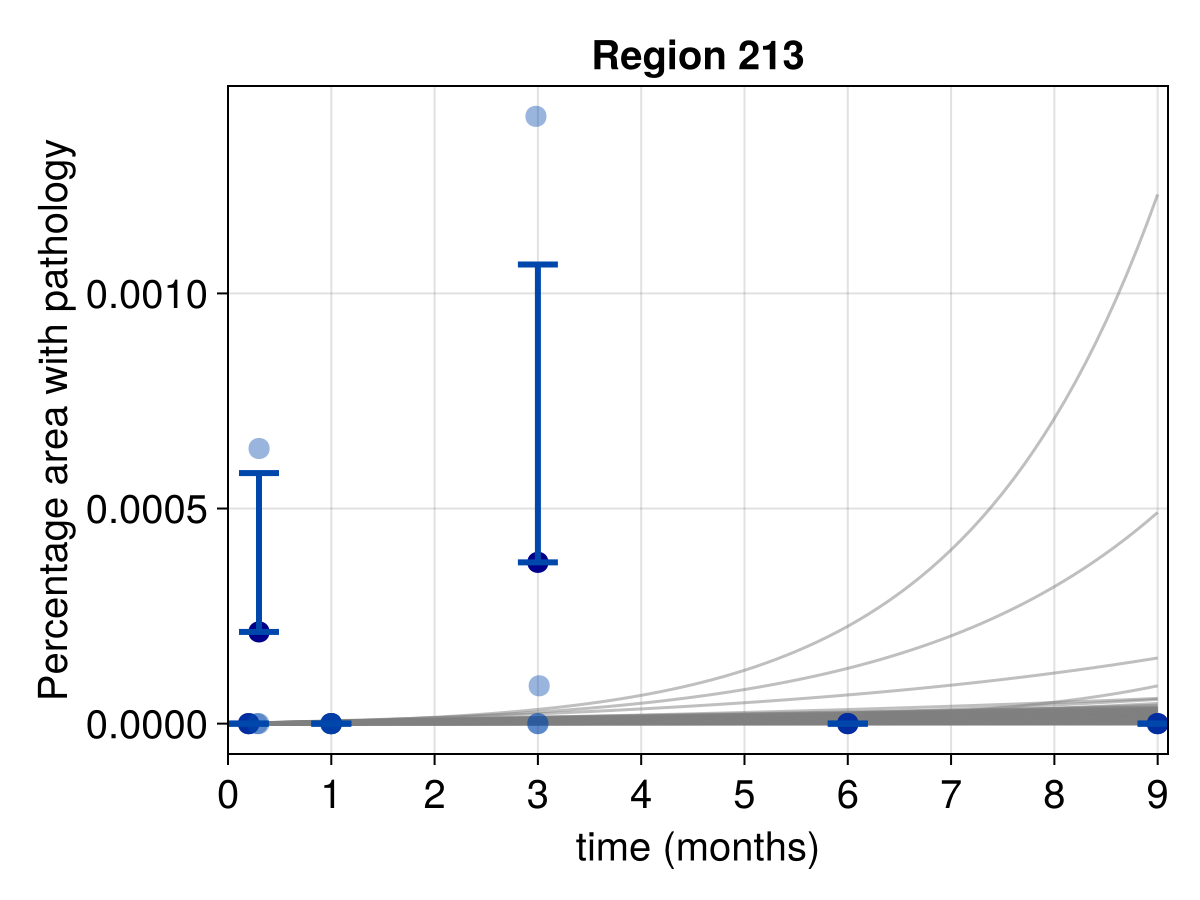 Region 213
Percentage area with pathology
0.0010
0.0005
0.0000
0 1 2 3 4 5 6 7 8 9
time (months)